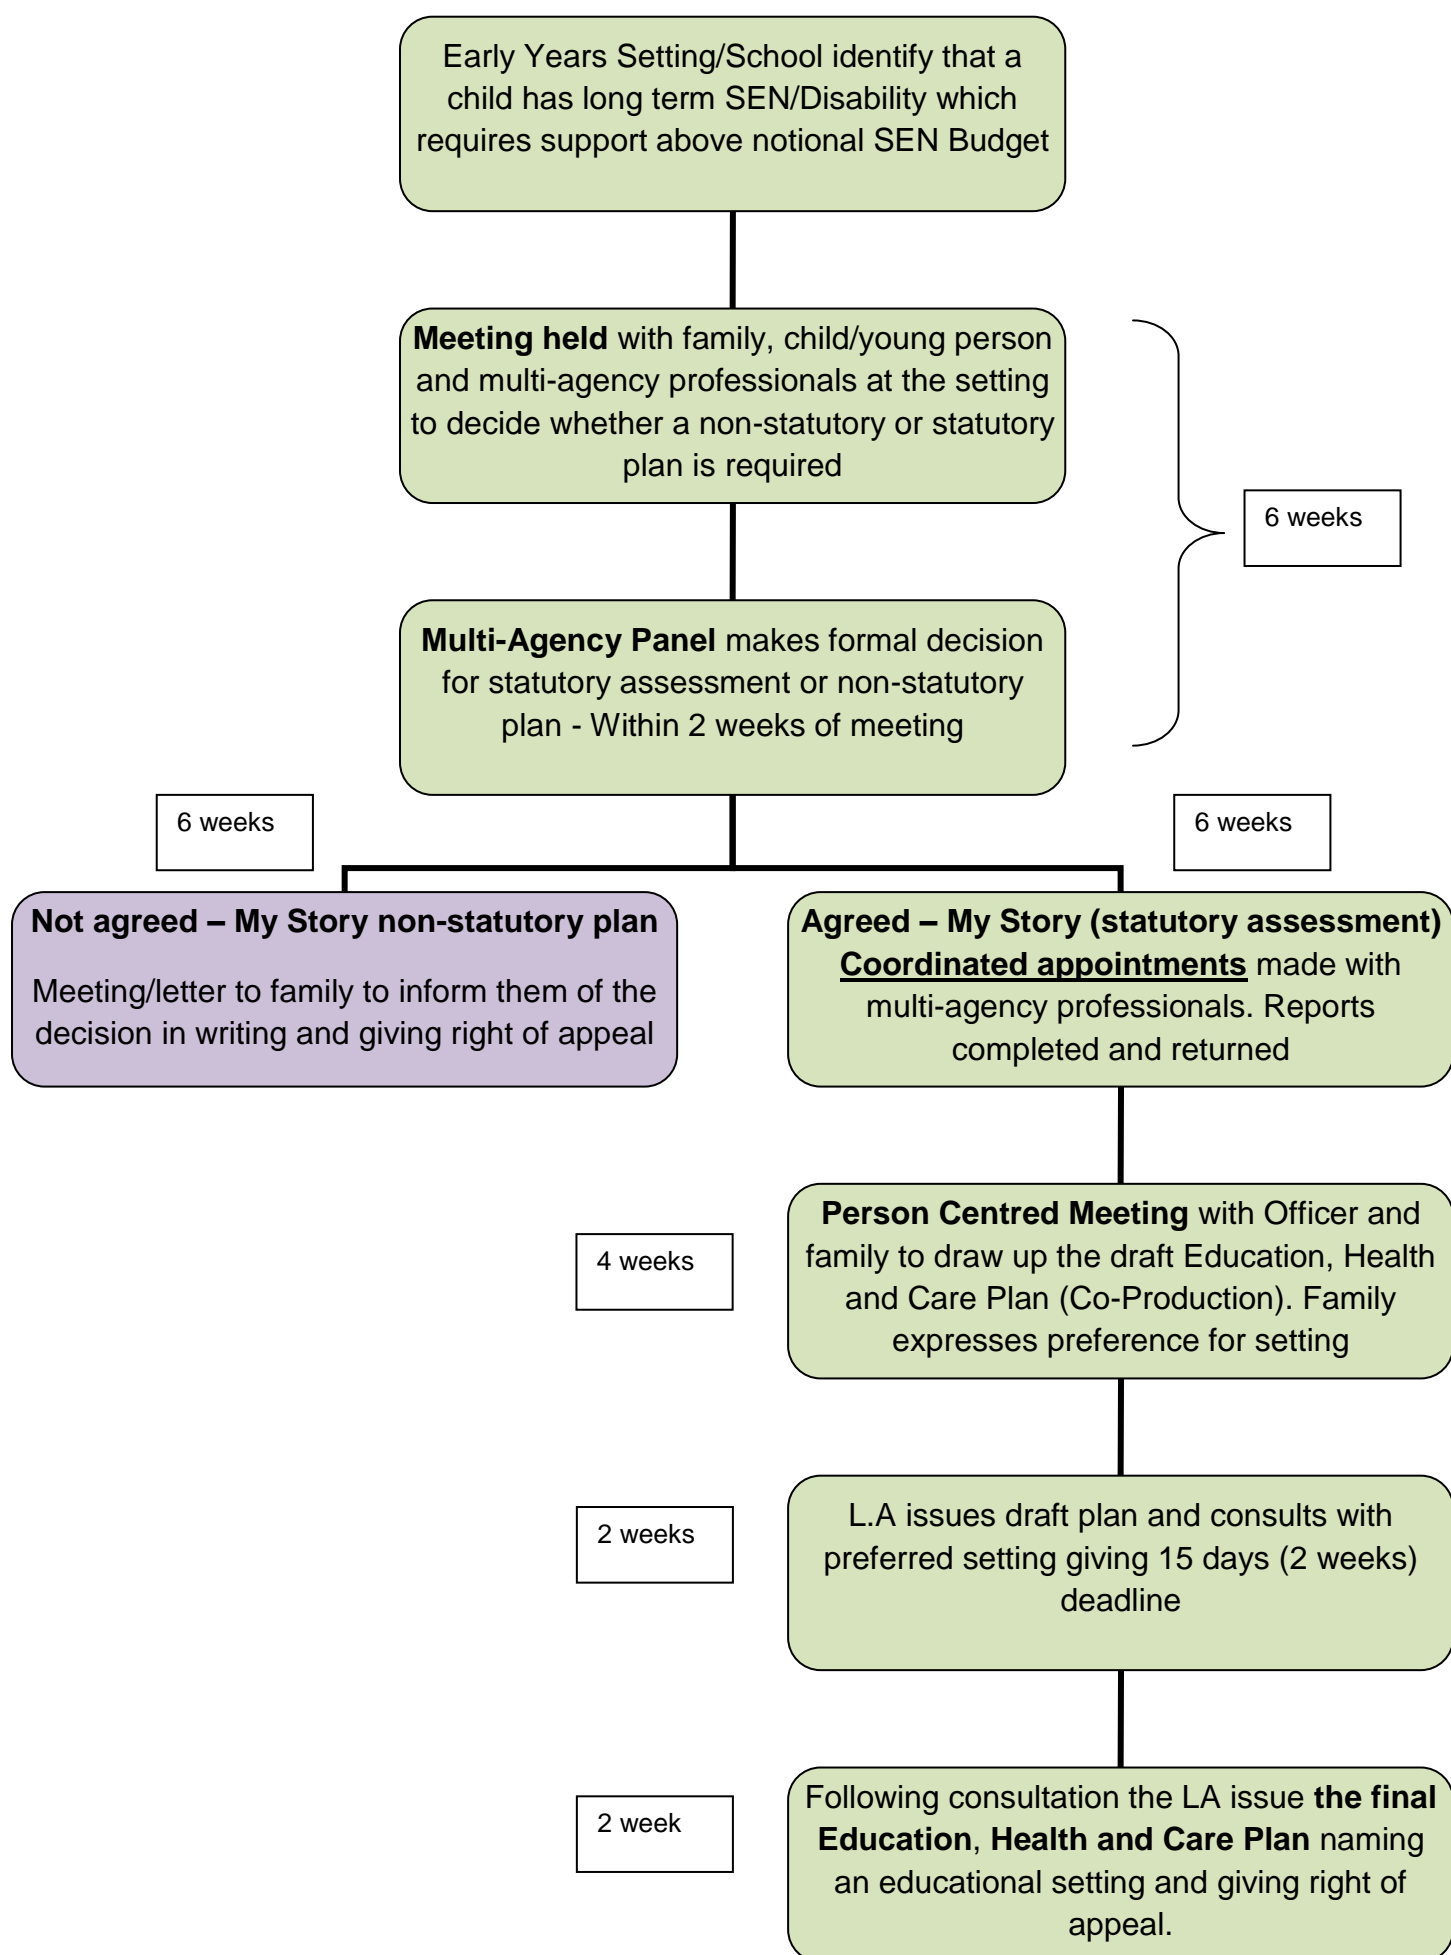 Early Years Setting/School identify that a
child has long term SEN/Disability which
requires support above notional SEN Budget
Meeting held with family, child/young person
and multi-agency professionals at the setting
to decide whether a non-statutory or statutory
plan is required
6 weeks
Multi-Agency Panel makes formal decision
for statutory assessment or non-statutory
plan - Within 2 weeks of meeting
6 weeks
6 weeks
Not agreed – My Story non-statutory plan
Meeting/letter to family to inform them of the
decision in writing and giving right of appeal
Agreed – My Story (statutory assessment)
Coordinated appointments made with
multi-agency professionals. Reports
completed and returned
4 weeks
Person Centred Meeting with Officer and
family to draw up the draft Education, Health
and Care Plan (Co-Production). Family
expresses preference for setting
2 weeks
L.A issues draft plan and consults with
preferred setting giving 15 days (2 weeks)
deadline
2 week
Following consultation the LA issue the final
Education, Health and Care Plan naming
an educational setting and giving right of
appeal.